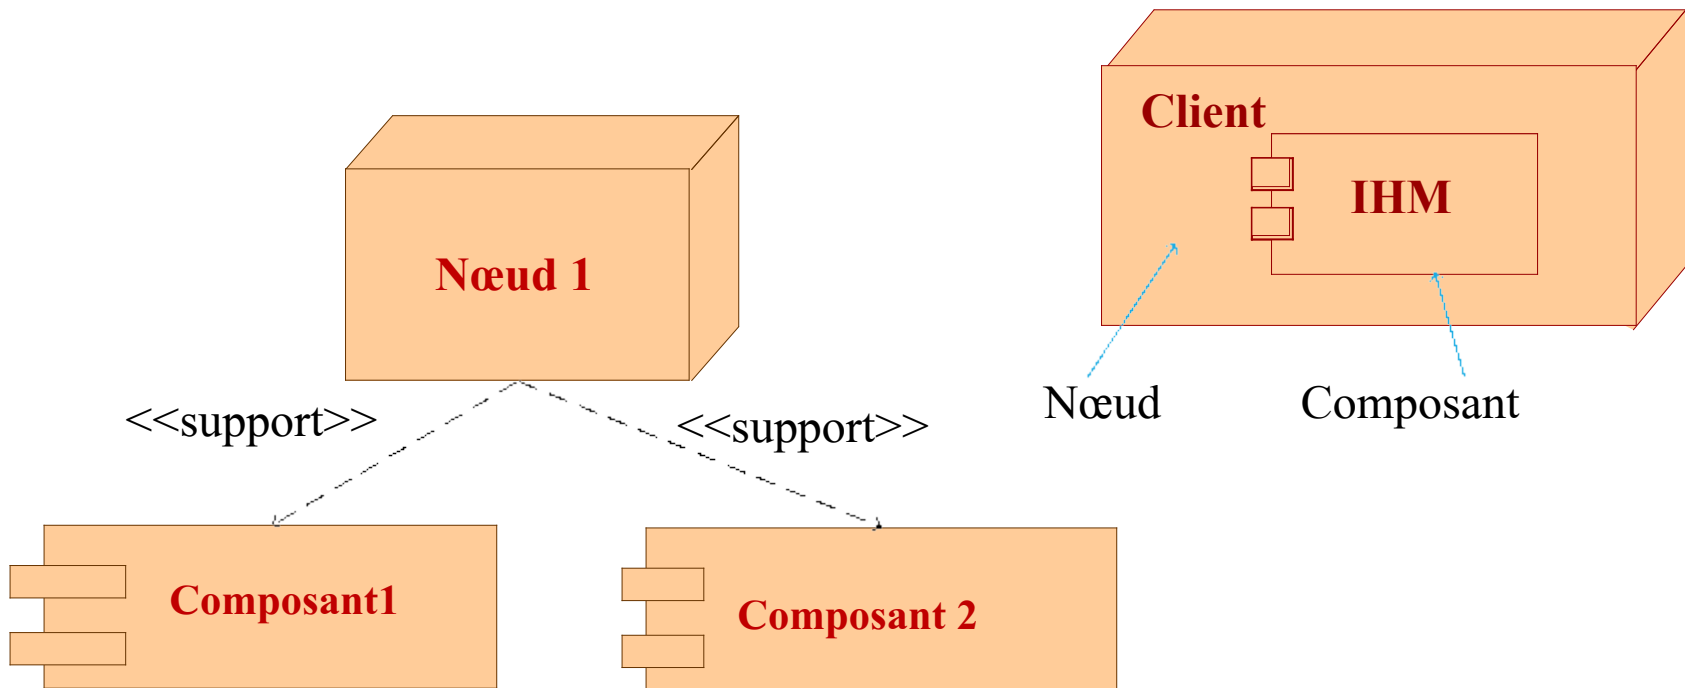 Client
IHM
Nœud 1
Nœud
Composant
<<support>>
<<support>>
Composant1
Composant 2